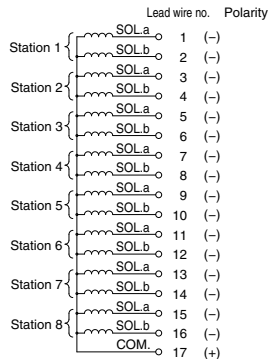 Lead wire no. Polarity
Station 1 SOL.a 1 (−)
SOL.b 2 (−)
Station 2 SOL.a 3 (−)
SOL.b 4 (−)
Station 3 SOL.a 5 (−)
SOL.b 6 (−)
Station 4 SOL.a 7 (−)
SOL.b 8 (−)
Station 5 SOL.a 9 (−)
SOL.b 10 (−)
Station 6 SOL.a 11 (−)
SOL.b 12 (−)
Station 7 SOL.a 13 (−)
SOL.b 14 (−)
Station 8 SOL.a 15 (−)
SOL.b 16 (−)
COM. 17 (+)